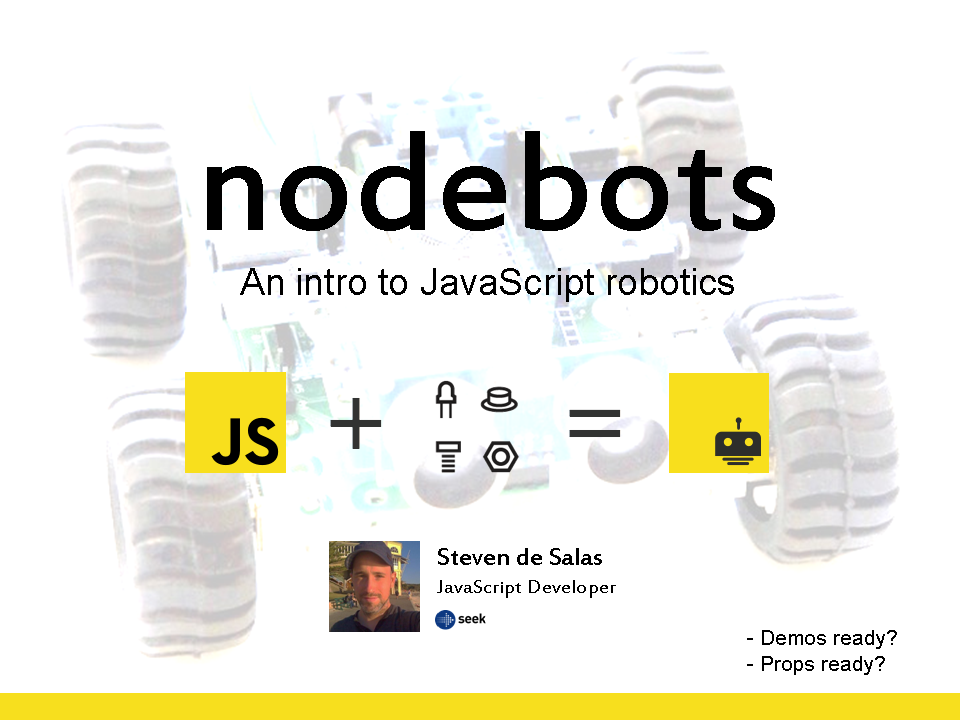 nodebots
An intro to JavaScript robotics
JS + =
Steven de Salas
JavaScript Developer
seek
- Demos ready?
- Props ready?